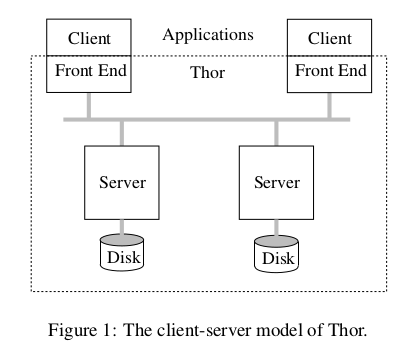 Client Applications Client
Front End Thor Front End
Server Server
Disk Disk
Figure 1: The client-server model of Thor.